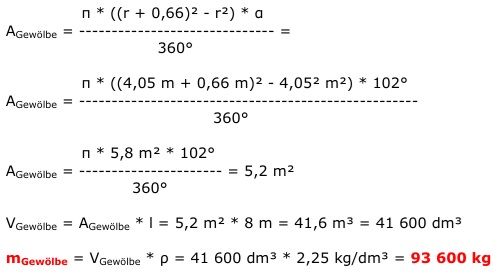 п * ((r + 0,66)² - r²) * α
AGewölbe = ------------------------------- =
360°
п * ((4,05 m + 0,66 m)² - 4,05² m²) * 102°
AGewölbe = ------------------------------------------------------
360°
п * 5,8 m² * 102°
AGewölbe = ----------------------- = 5,2 m²
360°
VGewölbe = AGewölbe * l = 5,2 m² * 8 m = 41,6 m³ = 41 600 dm³
mGewölbe = VGewölbe * ρ = 41 600 dm³ * 2,25 kg/dm³ = 93 600 kg